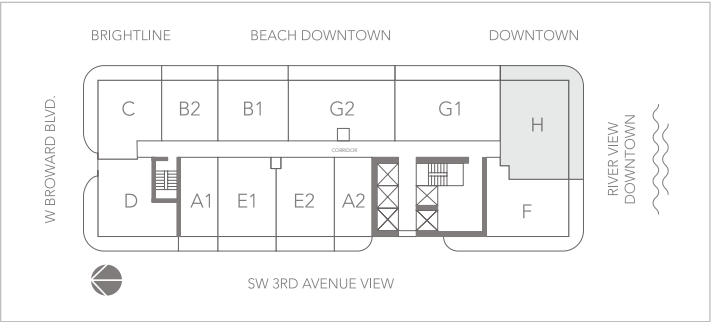 BRIGHTLINE
BEACH DOWNTOWN
DOWNTOWN
W BROWARD BLVD.
C
B2
B1
G2
G1
H
CORRIDOR
D
A1
E1
E2
A2
F
RIVER VIEW
DOWNTOWN
SW 3RD AVENUE VIEW